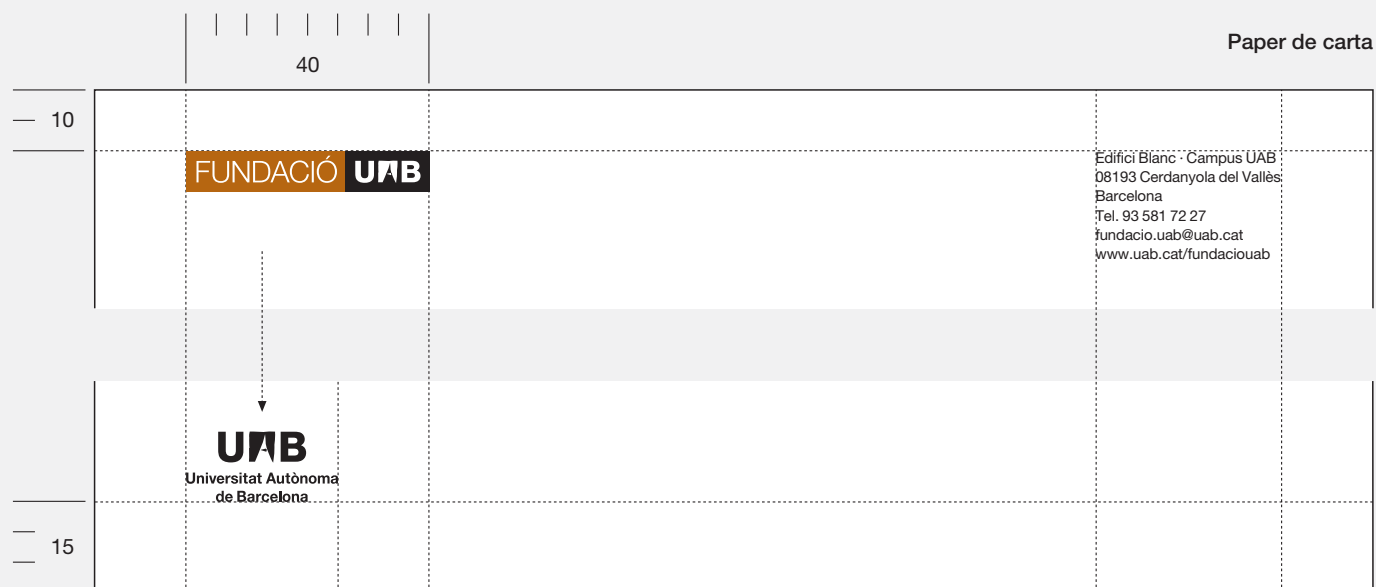 Paper de carta
40
10
FUNDACIÓ UAB
Edifici Blanc · Campus UAB
08193 Cerdanyola del Vallès
Barcelona
Tel. 93 581 72 27
fundacio.uab@uab.cat
www.uab.cat/fundaciouab
UAB
Universitat Autònoma
de Barcelona
15